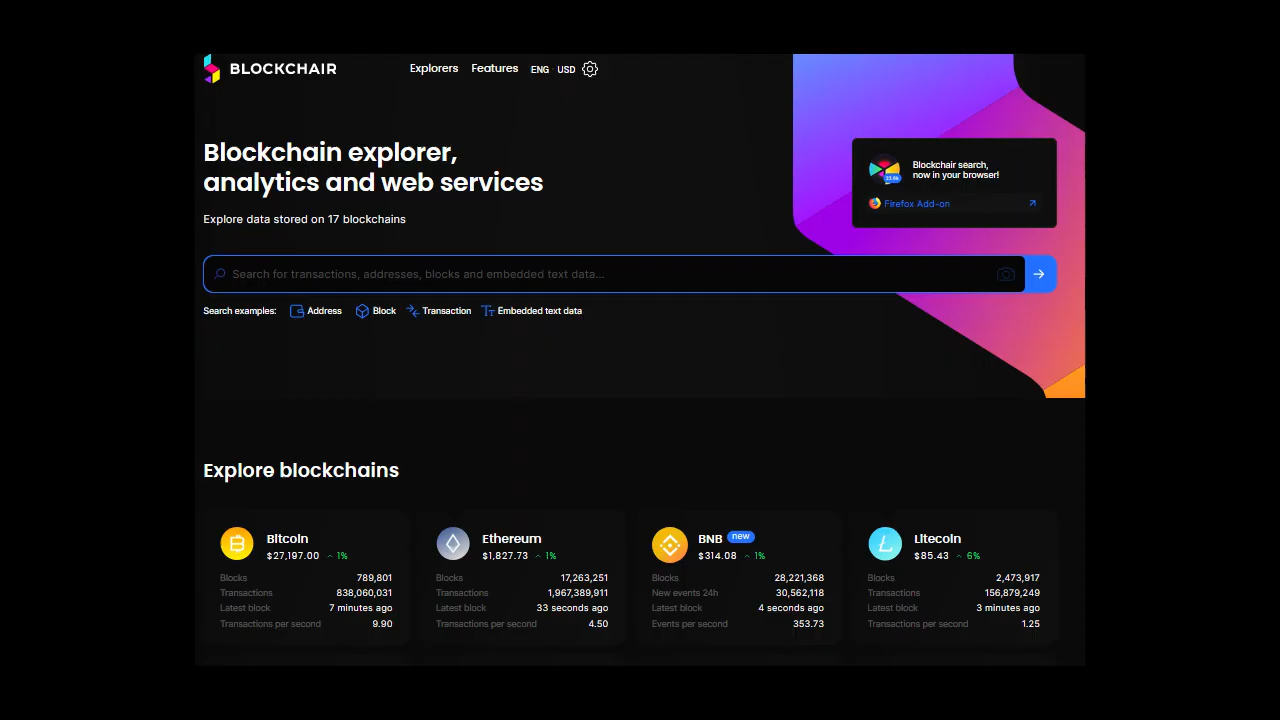 BLOCKCHAIR
Explorers Features ENG USD
Blockchain explorer,
analytics and web services
Explore data stored on 17 blockchains
Blockchair search,
now in your browser!
23.6k
Firefox Add-on
Search for transactions, addresses, blocks and embedded text data...
Search examples: Address Block Transaction Embedded text data
Explore blockchains
Bitcoin
$27,197.00 1%
Blocks 789,801
Transactions 838,060,031
Latest block 7 minutes ago
Transactions per second 9.90
Ethereum
$1,827.73 1%
Blocks 17,263,251
Transactions 1,967,389,911
Latest block 33 seconds ago
Transactions per second 4.50
BNB new
$314.08 1%
Blocks 28,221,368
New events 24h 30,562,118
Latest block 4 seconds ago
Events per second 353.73
Litecoin
$85.43 6%
Blocks 2,473,917
Transactions 156,879,249
Latest block 3 minutes ago
Transactions per second 1.25